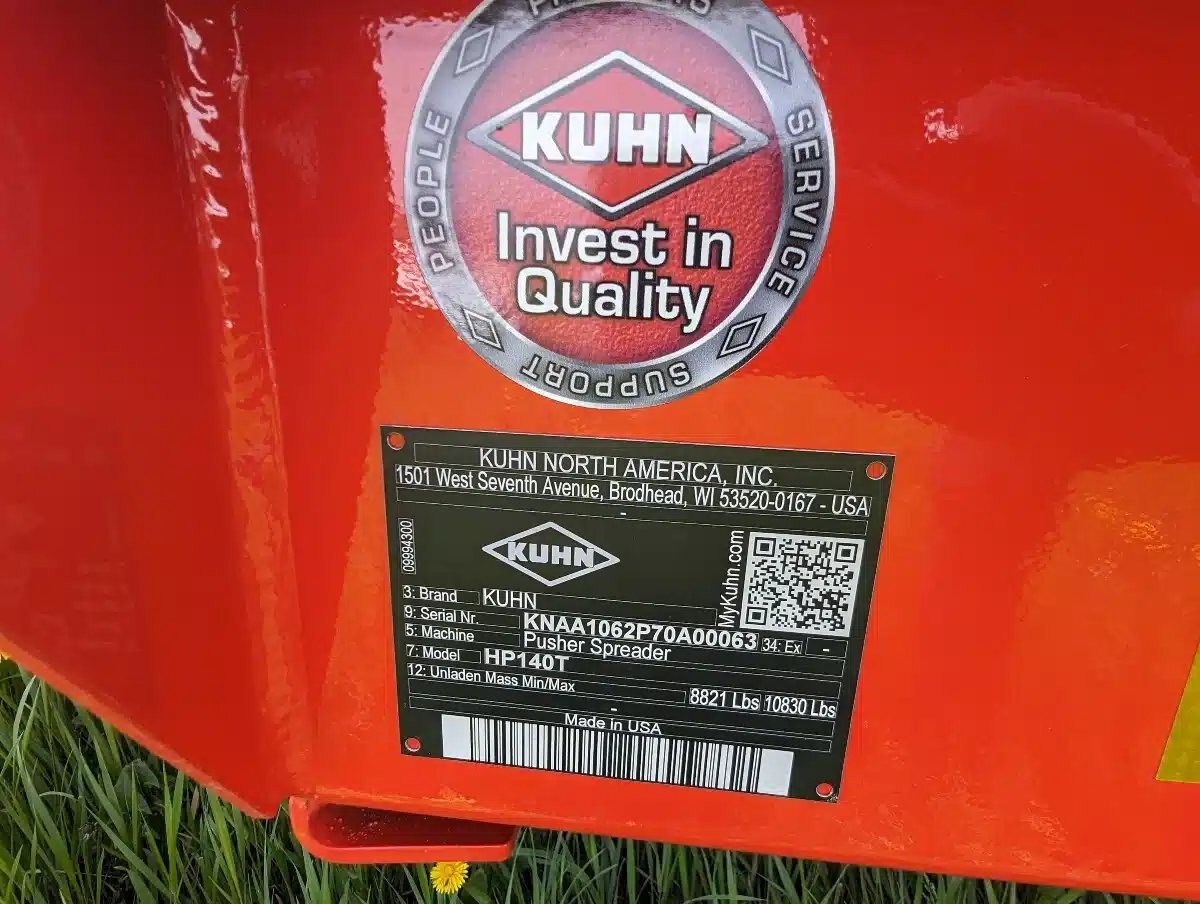 PEOPLE
SERVICE
KUHN
Invest in
Quality
SUPPORT
KUHN NORTH AMERICA, INC.
1501 West Seventh Avenue, Brodhead, WI 53520-0167 - USA
-
09994300
KUHN
MyKuhn.com
3: Brand KUHN
9: Serial Nr. KNAA1062P70A00063 34: Ex -
5: Machine Pusher Spreader
7: Model HP140T
12: Unladen Mass Min/Max 8821 Lbs 10830 Lbs
-
Made in USA